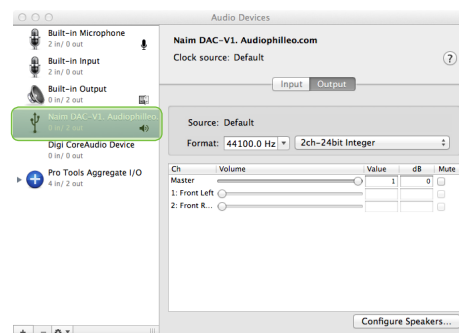 Audio Devices
Built-in Microphone
2 in/ 0 out
Built-in Input
2 in/ 0 out
Built-in Output
0 in/ 2 out
Naim DAC-V1. Audiophilleo.
0 in/ 2 out
Digi CoreAudio Device
0 in/ 0 out
Pro Tools Aggregate I/O
4 in/ 2 out
Naim DAC-V1. Audiophilleo.com
Clock source: Default
?
Input Output
Source: Default
Format: 44100.0 Hz 2ch-24bit Integer
Ch Volume Value dB Mute
Master 1 0
1: Front Left
2: Front R...
Configure Speakers...